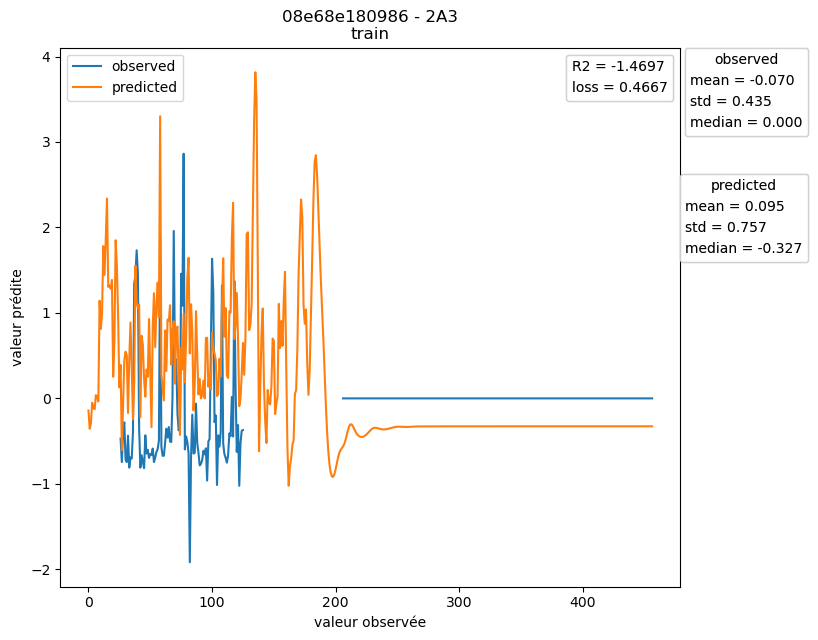 08e68e180986 - 2A3
train
observed
predicted
R2 = -1.4697
loss = 0.4667
observed
mean = -0.070
std = 0.435
median = 0.000
predicted
mean = 0.095
std = 0.757
median = -0.327
valeur prédite
4
3
2
1
0
−1
−2
0
100
200
300
400
valeur observée